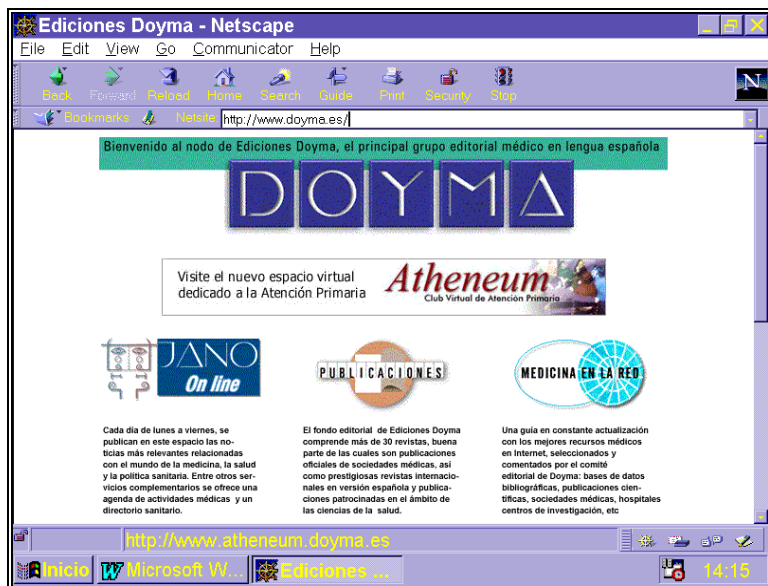 Ediciones Doyma - Netscape
File Edit View Go Communicator Help
Back Forward Reload Home Search Guide Print Security Stop
N
Bookmarks Netsite: http://www.doyma.es/
Bienvenido al nodo de Ediciones Doyma, el principal grupo editorial médico en lengua española
DOYMA
Visite el nuevo espacio virtual
dedicado a la Atención Primaria
Atheneum
Club Virtual de Atención Primaria
JANO
On line
PUBLICACIONES
MEDICINA EN LA RED
Cada día de lunes a viernes, se
publican en este espacio las no-
ticias más relevantes relacionadas
con el mundo de la medicina, la salud
y la política sanitaria. Entre otros ser-
vicios complementarios se ofrece una
agenda de actividades médicas y un
directorio sanitario.
El fondo editorial de Ediciones Doyma
comprende más de 30 revistas, buena
parte de las cuales son publicaciones
oficiales de sociedades médicas, así
como prestigiosas revistas internacio-
nales en versión española y publica-
ciones patrocinadas en el ámbito de
las ciencias de la salud.
Una guía en constante actualización
con los mejores recursos médicos
en Internet, seleccionados y
comentados por el comité
editorial de Doyma: bases de datos
bibliográficas, publicaciones cien-
tíficas, sociedades médicas, hospitales
centros de investigación, etc
http://www.atheneum.doyma.es
Inicio Microsoft W... Ediciones ... 14:15